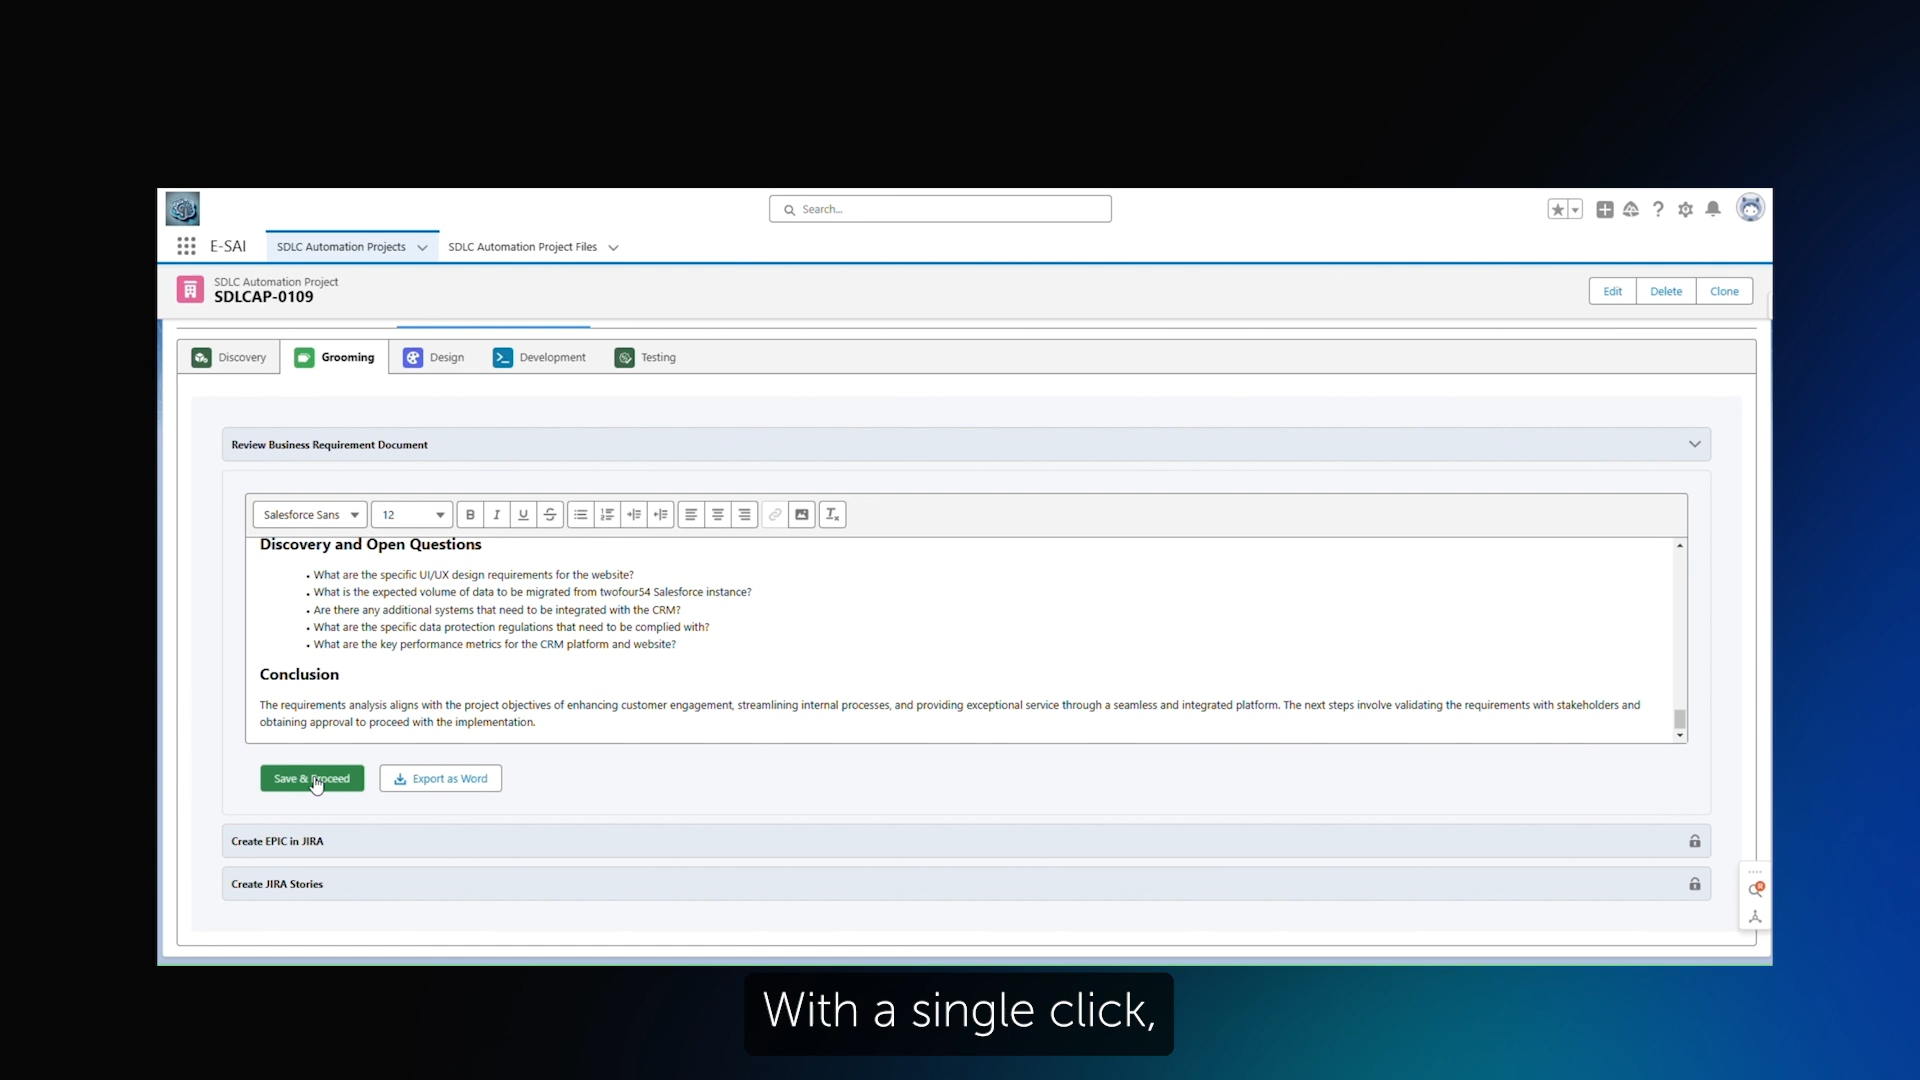 Search...
E-SAI
SDLC Automation Projects
SDLC Automation Project Files
SDLC Automation Project
SDLCAP-0109
Edit
Delete
Clone
Discovery
Grooming
Design
Development
Testing
Review Business Requirement Document
Salesforce Sans
12
Discovery and Open Questions
• What are the specific UI/UX design requirements for the website?
• What is the expected volume of data to be migrated from twofour54 Salesforce instance?
• Are there any additional systems that need to be integrated with the CRM?
• What are the specific data protection regulations that need to be complied with?
• What are the key performance metrics for the CRM platform and website?
Conclusion
The requirements analysis aligns with the project objectives of enhancing customer engagement, streamlining internal processes, and providing exceptional service through a seamless and integrated platform. The next steps involve validating the requirements with stakeholders and
obtaining approval to proceed with the implementation.
Save & Proceed
Export as Word
Create EPIC in JIRA
Create JIRA Stories
With a single click,